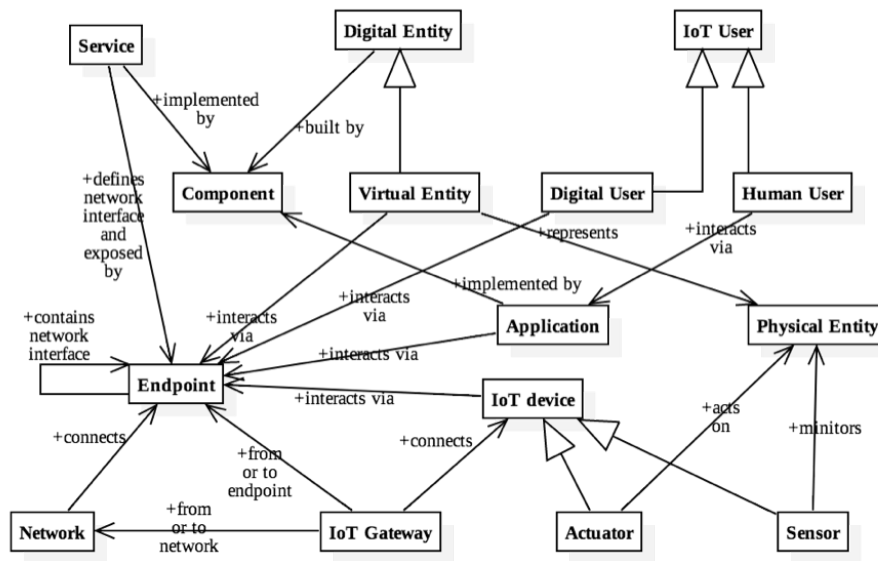 Service
Digital Entity
IoT User
+implemented
by
+built by
Component
Virtual Entity
Digital User
Human User
+defines
network
interface
and
exposed
by
+represents
+interacts
via
+implemented by
+contains
network
interface
+interacts
via
+interacts
via
Application
Physical Entity
+interacts via
Endpoint
+interacts via
IoT device
+connects
+from
or to
endpoint
+connects
+acts
on
+minitors
Network
+from
or to
network
IoT Gateway
Actuator
Sensor